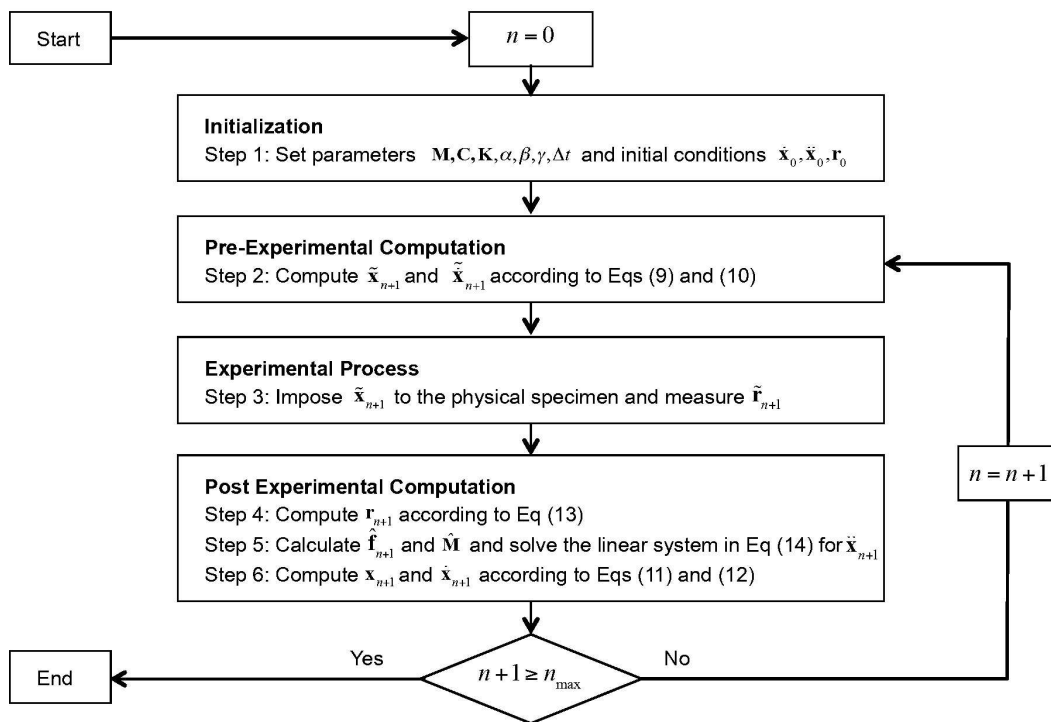 Start
n = 0
Initialization
Step 1: Set parameters M, C, K, α, β, γ, Δt and initial conditions ẋ₀, ẍ₀, r₀
Pre-Experimental Computation
Step 2: Compute x̃ₙ₊₁ and x̃̇ₙ₊₁ according to Eqs (9) and (10)
Experimental Process
Step 3: Impose x̃ₙ₊₁ to the physical specimen and measure r̃ₙ₊₁
n = n+1
Post Experimental Computation
Step 4: Compute rₙ₊₁ according to Eq (13)
Step 5: Calculate f̂ₙ₊₁ and M̂ and solve the linear system in Eq (14) for ẍₙ₊₁
Step 6: Compute xₙ₊₁ and ẋₙ₊₁ according to Eqs (11) and (12)
Yes
No
End
n+1 ≥ n_max